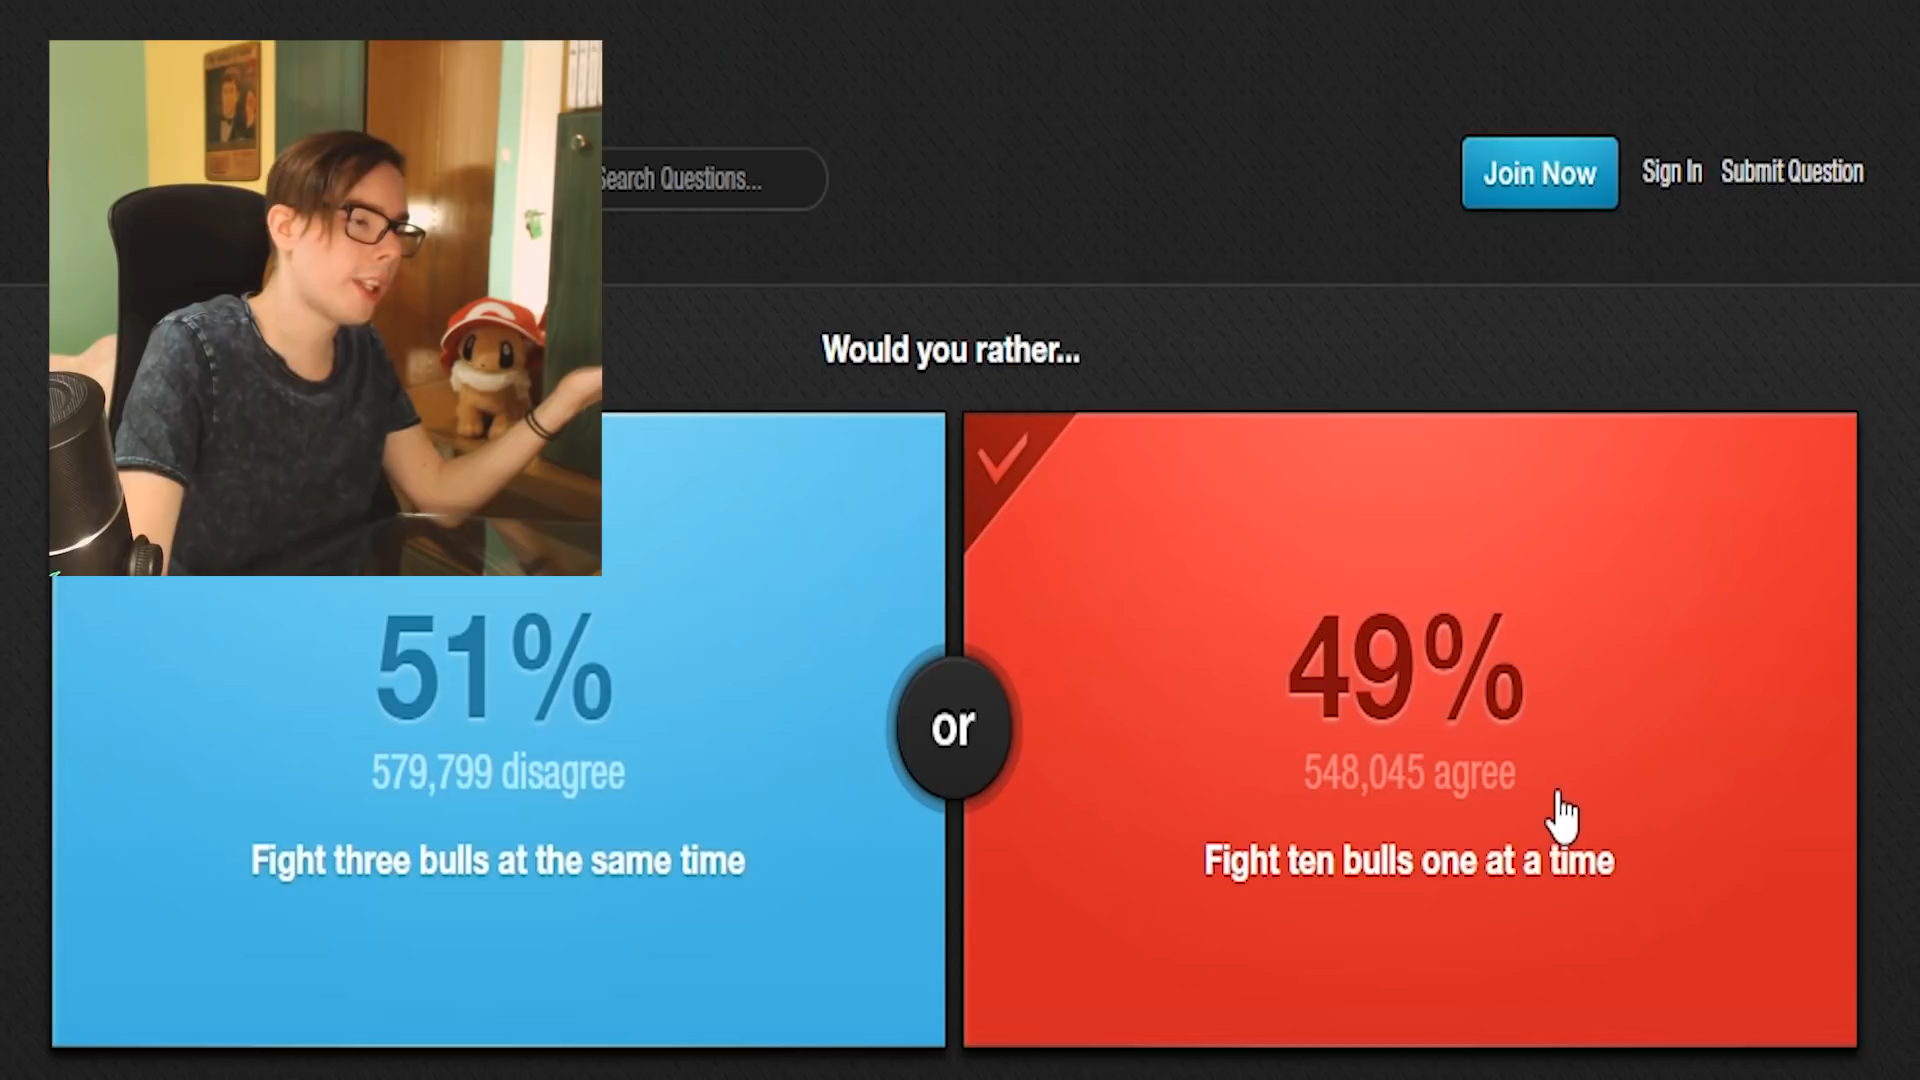 Search Questions...
Join Now
Sign In
Submit Question
Would you rather...
51%
579,799 disagree
Fight three bulls at the same time
or
49%
548,045 agree
Fight ten bulls one at a time